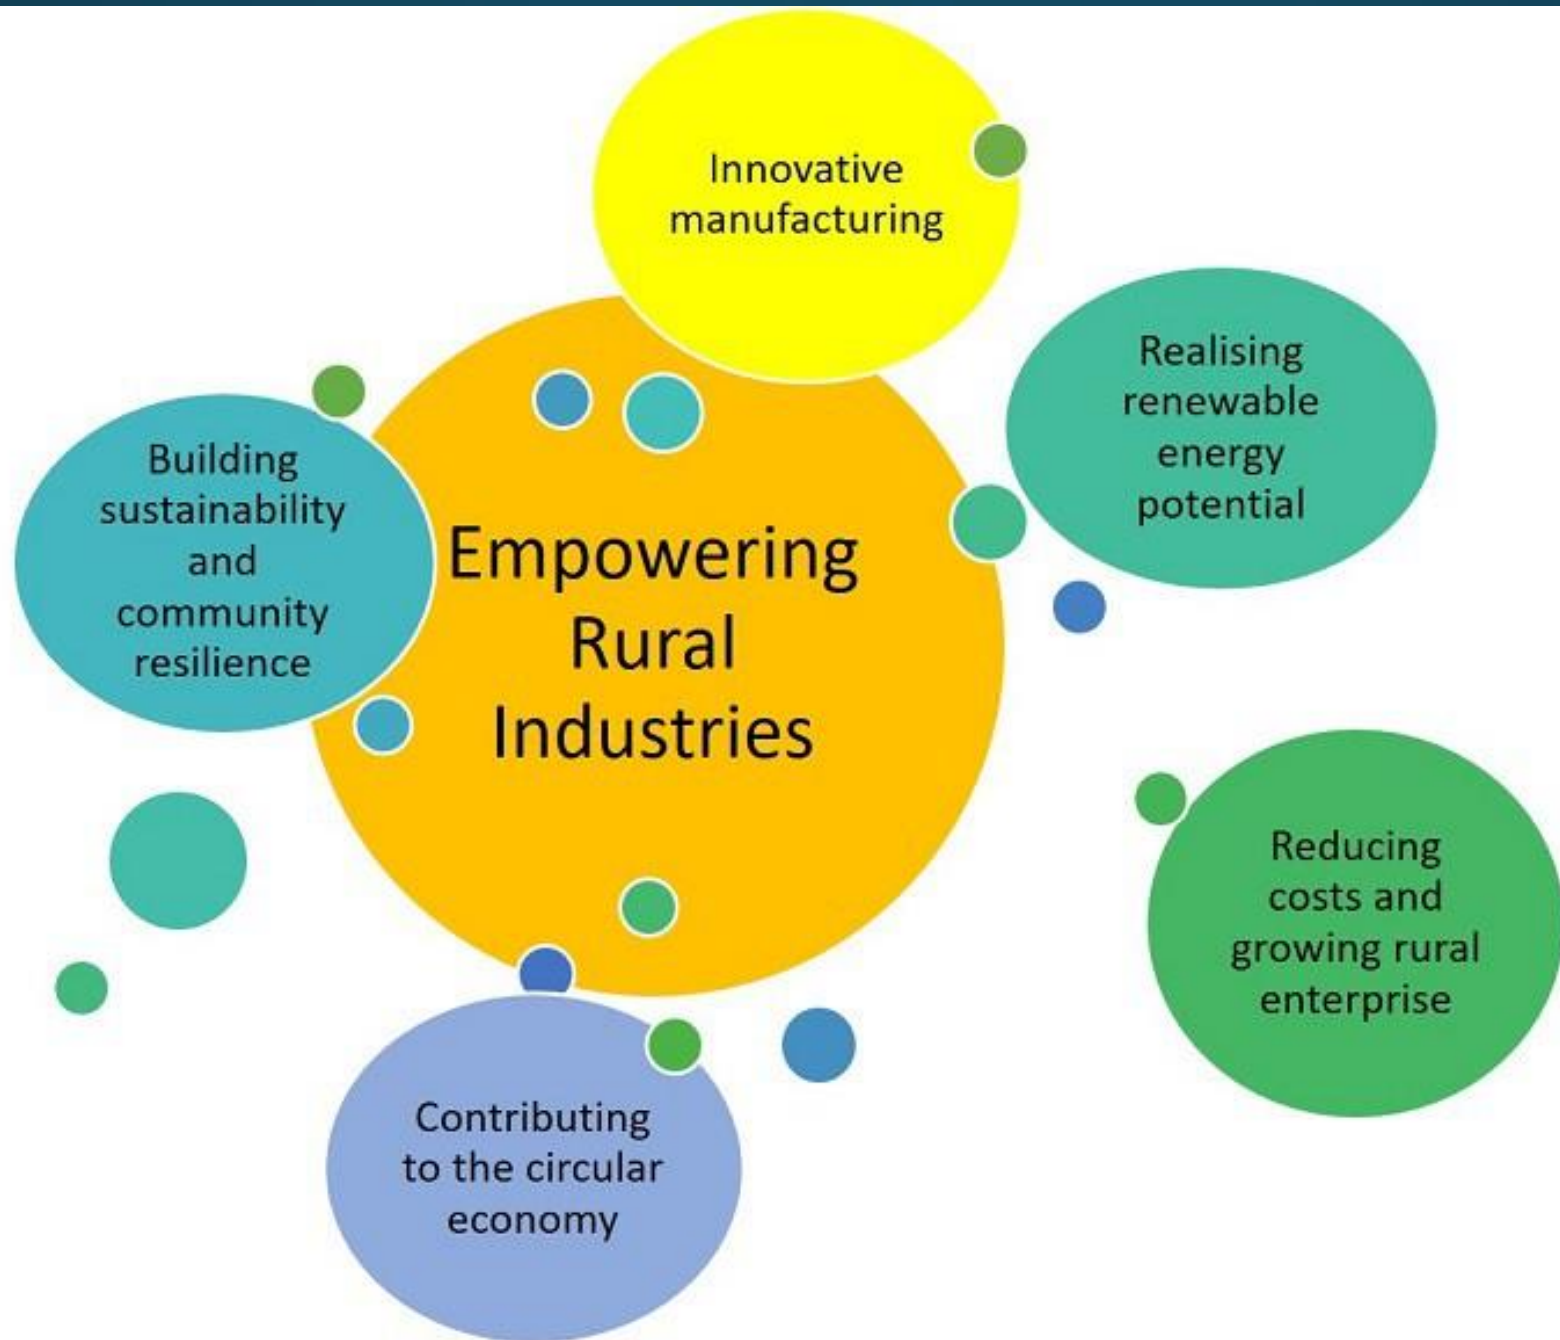 Innovative
manufacturing
Realising
renewable
energy
potential
Building
sustainability
and
community
resilience
Empowering
Rural
Industries
Reducing
costs and
growing rural
enterprise
Contributing
to the circular
economy